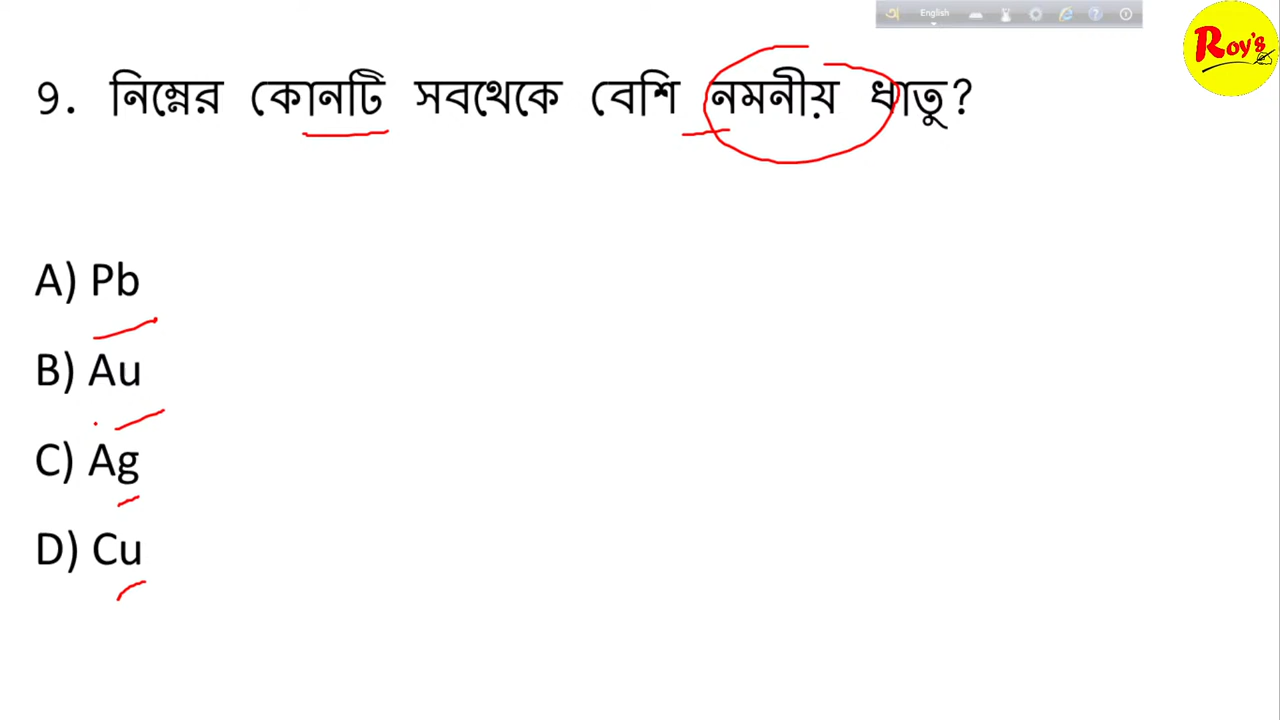 English
Roy's
9. নিম্নের কোনটি সবথেকে বেশি নমনীয় ধাতু?
A) Pb
B) Au
C) Ag
D) Cu